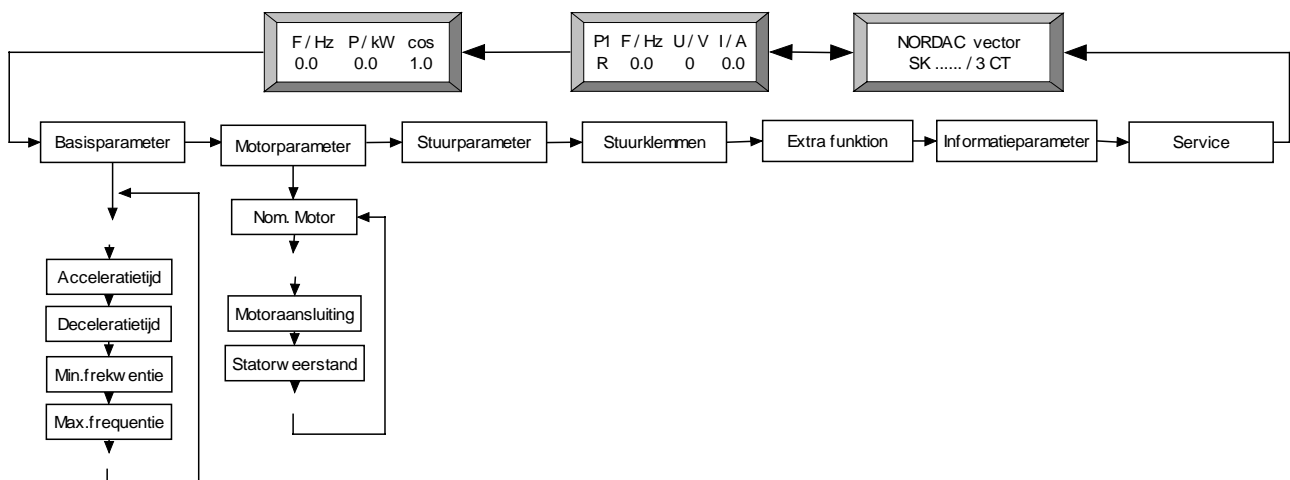 F / Hz P / kW cos
0.0 0.0 1.0
P1 F / Hz U / V I / A
R 0.0 0 0.0
NORDAC vector
SK ...... / 3 CT
Basisparameter
Motorparameter
Stuurparameter
Stuurklemmen
Extra funktion
Informatieparameter
Service
Nom. Motor
Acceleratietijd
Deceleratietijd
Min.frekwentie
Max.frequentie
Motoraansluiting
Statorweerstand